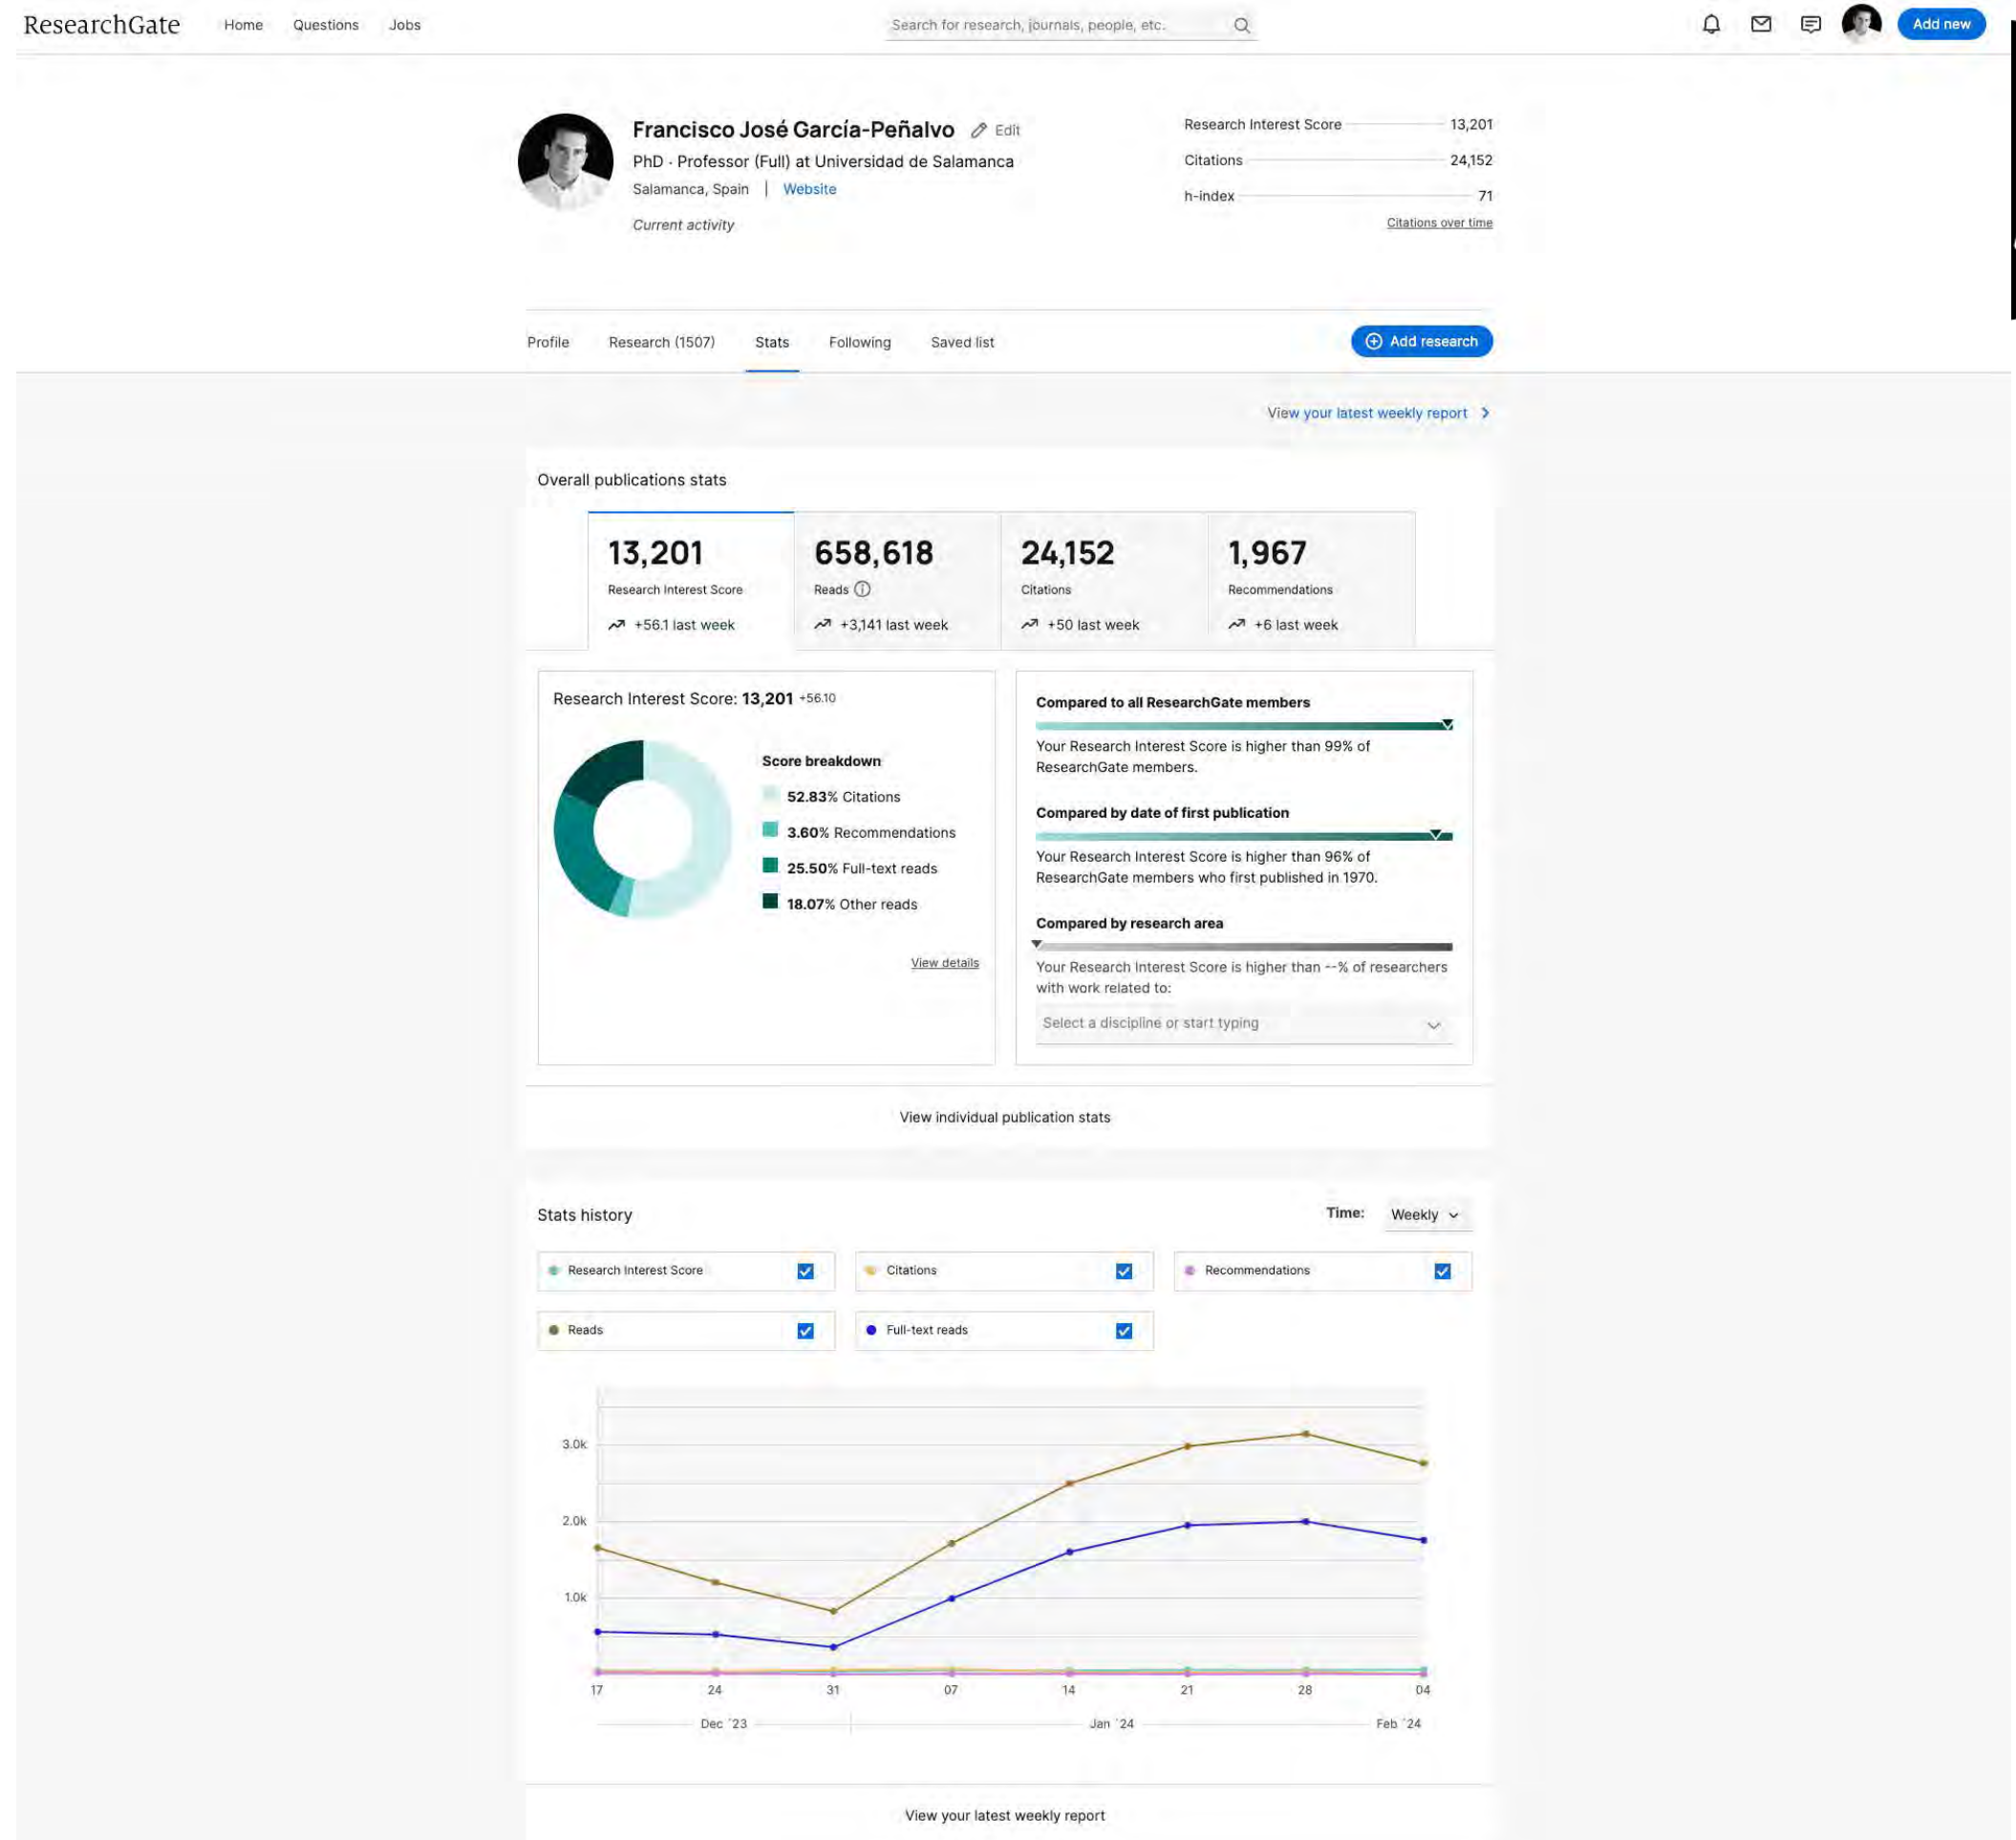 ResearchGate
Home Questions Jobs
Search for research, journals, people, etc.
Add new
Francisco José García-Peñalvo Edit
PhD · Professor (Full) at Universidad de Salamanca
Salamanca, Spain | Website
Current activity
Research Interest Score 13,201
Citations 24,152
h-index 71
Citations over time
Profile Research (1507) Stats Following Saved list
Add research
View your latest weekly report
Overall publications stats
13,201 658,618 24,152 1,967
Research Interest Score Reads Citations Recommendations
+56.1 last week +3,141 last week +50 last week +6 last week
Research Interest Score: 13,201 +56.10
Score breakdown
52.83% Citations
3.60% Recommendations
25.50% Full-text reads
18.07% Other reads
View details
Compared to all ResearchGate members
Your Research Interest Score is higher than 99% of
ResearchGate members.
Compared by date of first publication
Your Research Interest Score is higher than 96% of
ResearchGate members who first published in 1970.
Compared by research area
Your Research Interest Score is higher than --% of researchers
with work related to:
Select a discipline or start typing
View individual publication stats
Stats history
Time: Weekly
Research Interest Score Citations Recommendations
Reads Full-text reads
3.0k
2.0k
1.0k
17 24 31 07 14 21 28 04
Dec ´23 Jan ´24 Feb ´24
View your latest weekly report